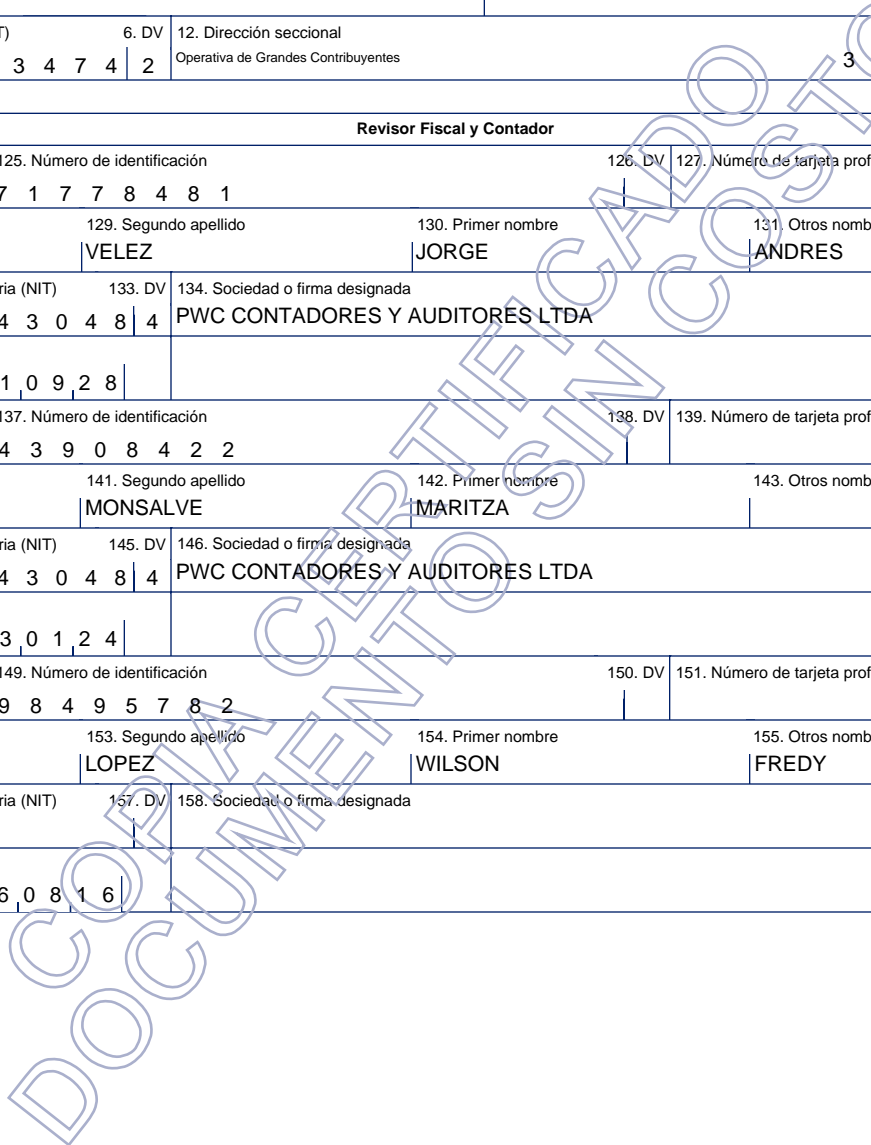 T) 6. DV 12. Dirección seccional
3 4 7 4 2 Operativa de Grandes Contribuyentes 3
Revisor Fiscal y Contador
125. Número de identificación 126. DV 127. Número de tarjeta prof
7 1 7 7 8 4 8 1
129. Segundo apellido 130. Primer nombre 131. Otros nomb
VELEZ JORGE ANDRES
ria (NIT) 133. DV 134. Sociedad o firma designada
4 3 0 4 8 4 PWC CONTADORES Y AUDITORES LTDA
1 0 9 2 8
137. Número de identificación 138. DV 139. Número de tarjeta prof
4 3 9 0 8 4 2 2
141. Segundo apellido 142. Primer nombre 143. Otros nomb
MONSALVE MARITZA
ria (NIT) 145. DV 146. Sociedad o firma designada
4 3 0 4 8 4 PWC CONTADORES Y AUDITORES LTDA
3 0 1 2 4
149. Número de identificación 150. DV 151. Número de tarjeta prof
9 8 4 9 5 7 8 2
153. Segundo apellido 154. Primer nombre 155. Otros nomb
LOPEZ WILSON FREDY
ria (NIT) 157. DV 158. Sociedad o firma designada
6 0 8 1 6
COPIA CERTIFICADO
DOCUMENTO SIN COSTO